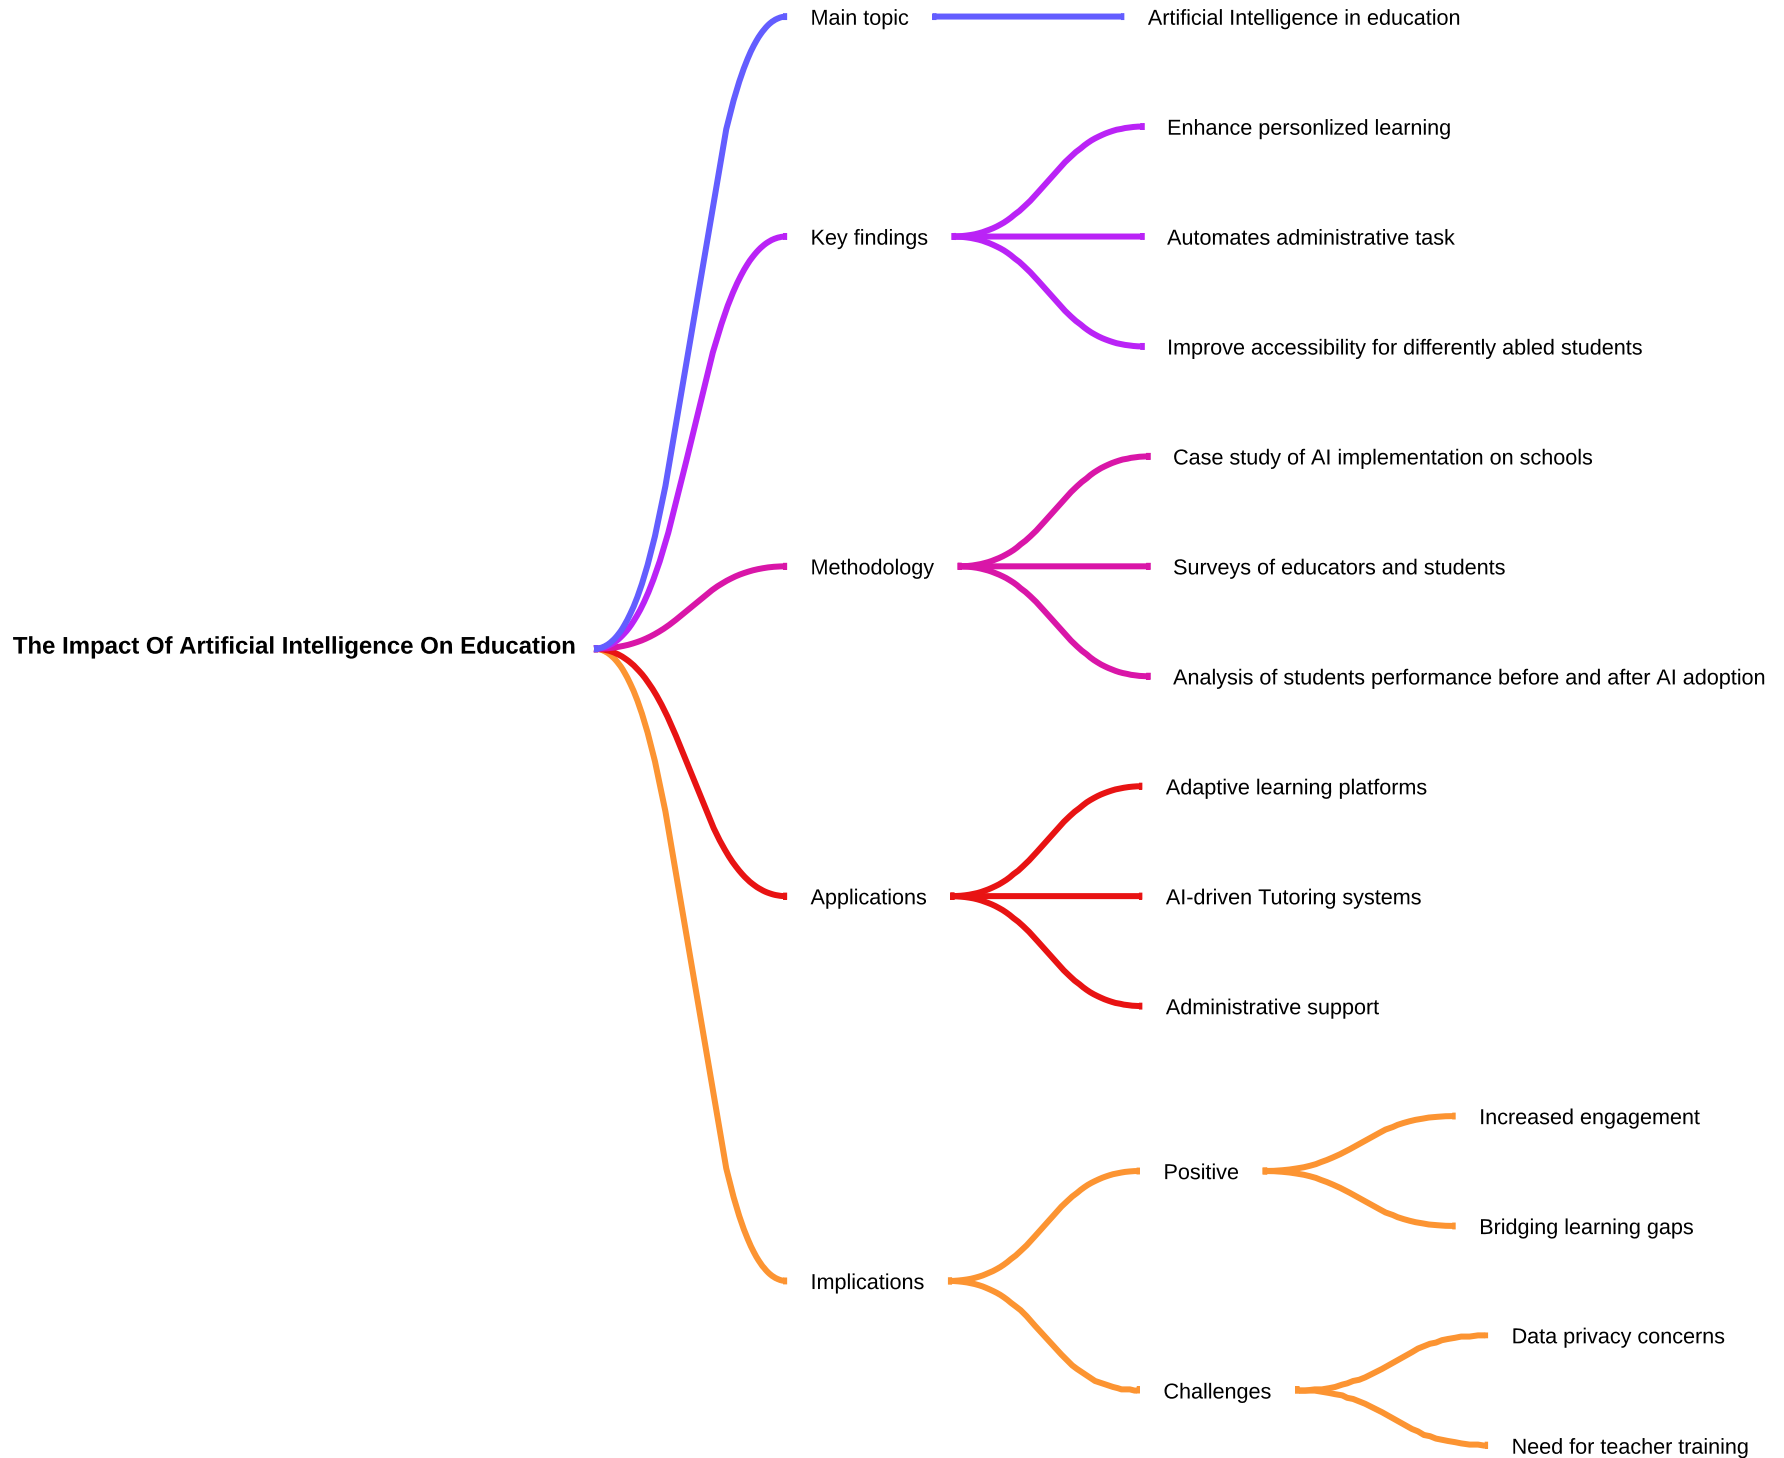 The Impact Of Artificial Intelligence On Education
Main topic
Artificial Intelligence in education
Key findings
Enhance personlized learning
Automates administrative task
Improve accessibility for differently abled students
Methodology
Case study of AI implementation on schools
Surveys of educators and students
Analysis of students performance before and after AI adoption
Applications
Adaptive learning platforms
AI-driven Tutoring systems
Administrative support
Implications
Positive
Increased engagement
Bridging learning gaps
Challenges
Data privacy concerns
Need for teacher training